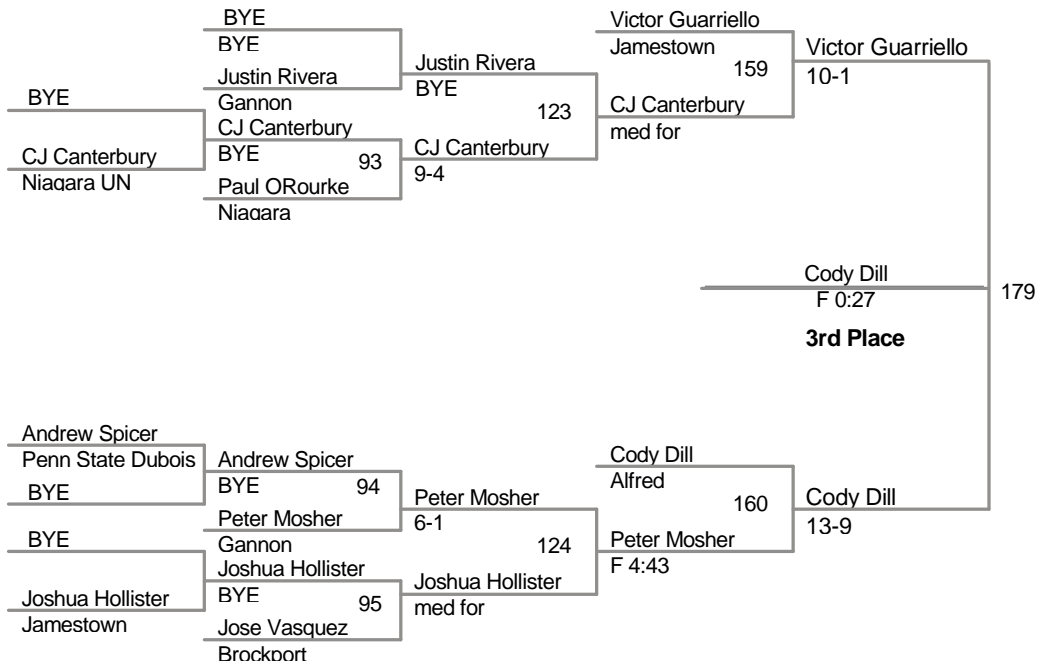 BYE
BYE
Justin Rivera
Gannon
BYE
CJ Canterbury
Niagara UN
CJ Canterbury
BYE
93
Paul ORourke
Niagara
Justin Rivera
BYE
123
CJ Canterbury
9-4
Victor Guarriello
Jamestown
159
CJ Canterbury
med for
Victor Guarriello
10-1
Cody Dill
F 0:27
179
3rd Place
Andrew Spicer
Penn State Dubois
BYE
Andrew Spicer
BYE
94
Peter Mosher
Gannon
BYE
Joshua Hollister
Jamestown
Joshua Hollister
BYE
95
Jose Vasquez
Brockport
Peter Mosher
6-1
124
Joshua Hollister
med for
Cody Dill
Alfred
160
Peter Mosher
F 4:43
Cody Dill
13-9